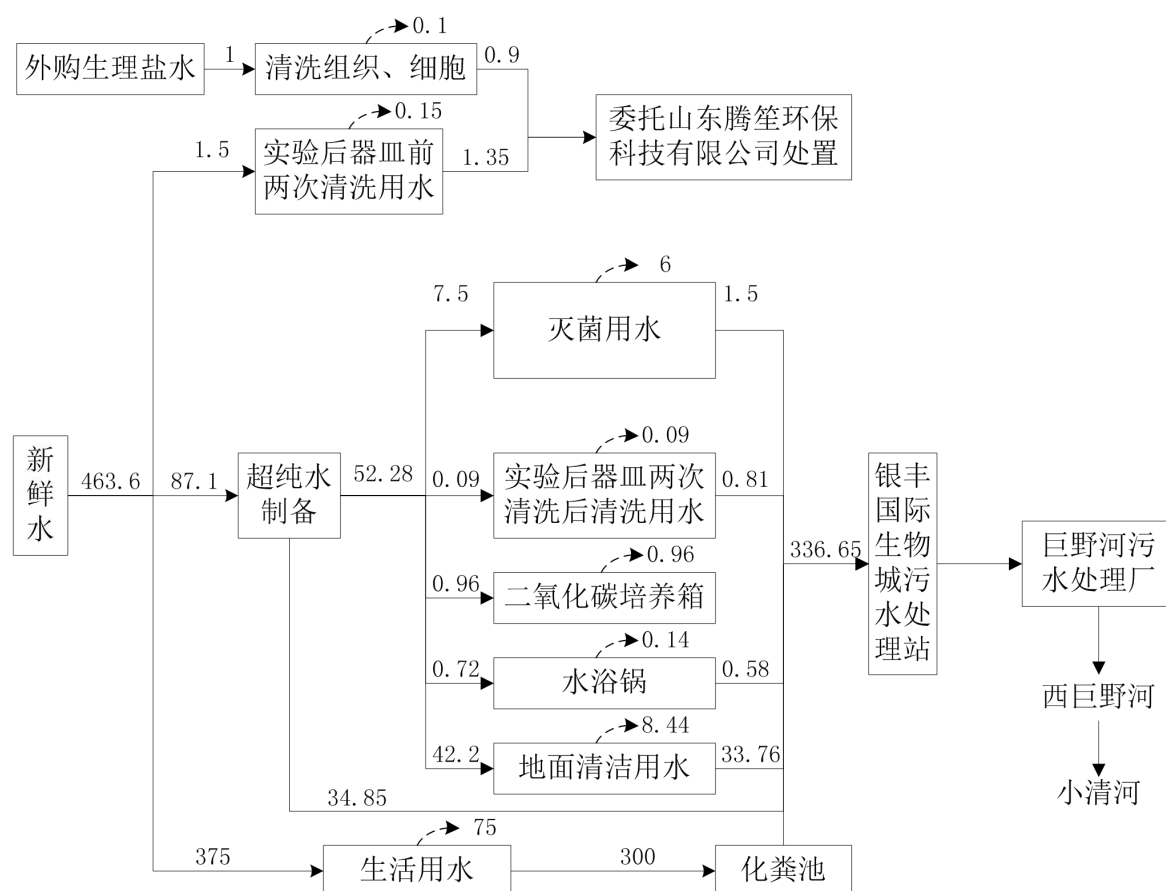 0.1
外购生理盐水
1
清洗组织、细胞
0.9
0.15
1.5
实验后器皿前
两次清洗用水
1.35
委托山东腾笙环保
科技有限公司处置
6
7.5
灭菌用水
1.5
新
鲜
水
463.6
87.1
超纯水
制备
52.28
0.09
0.09
实验后器皿两次
清洗后清洗用水
0.81
0.96
0.96
二氧化碳培养箱
0.14
0.72
水浴锅
0.58
8.44
42.2
地面清洁用水
33.76
34.85
75
375
生活用水
300
化粪池
336.65
银丰
国际
生物
城污
水处
理站
巨野河污
水处理厂
西巨野河
小清河